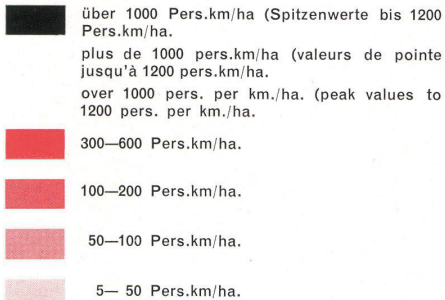 über 1000 Pers.km/ha (Spitzenwerte bis 1200
Pers.km/ha.
plus de 1000 pers.km/ha (valeurs de pointe
jusqu'à 1200 pers.km/ha.
over 1000 pers. per km./ha. (peak values to
1200 pers. per km./ha.
300—600 Pers.km/ha.
100—200 Pers.km/ha.
50—100 Pers.km/ha.
5— 50 Pers.km/ha.